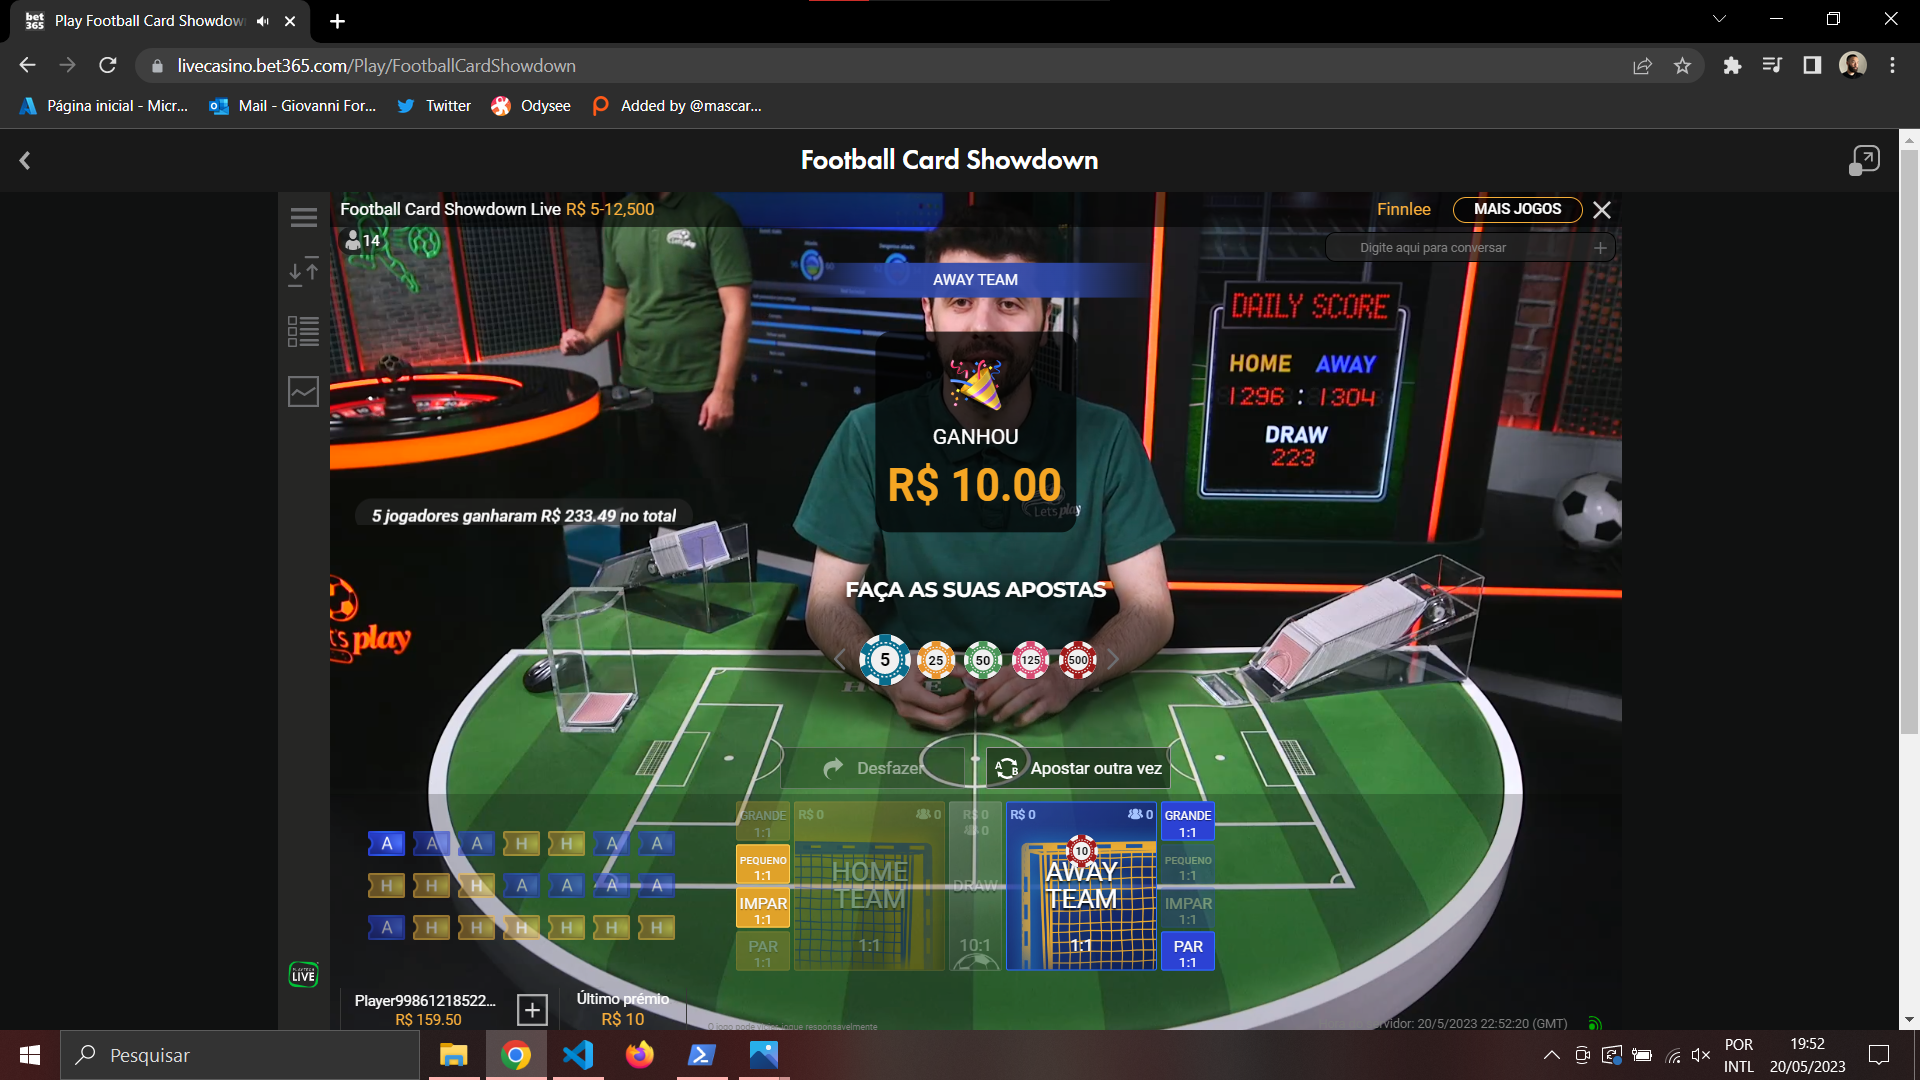 bet
365
Play Football Card Showdow
livecasino.bet365.com/Play/FootballCardShowdown
Página inicial - Micr...
Mail - Giovanni For...
Twitter
Odysee
Added by @mascar...
Football Card Showdown
Football Card Showdown Live R$ 5-12,500
Finnlee
MAIS JOGOS
14
Digite aqui para conversar
AWAY TEAM
DAILY SCORE
HOME AWAY
1296 : 1304
DRAW
223
GANHOU
R$ 10.00
Let's play
5 jogadores ganharam R$ 233.49 no total
FAÇA AS SUAS APOSTAS
play
5 25 50 125 500
Desfazer
Apostar outra vez
GRANDE
1:1
PEQUENO
1:1
IMPAR
1:1
PAR
1:1
R$ 0 0
HOME
TEAM
1:1
R$ 0
0
DRAW
10:1
R$ 0 0
10
AWAY
TEAM
1:1
GRANDE
1:1
PEQUENO
1:1
IMPAR
1:1
PAR
1:1
A A A H H A A
H H H A A A A
A H H H H H H
LIVE
Player99861218522...
R$ 159.50
Último prémio
R$ 10
rvidor: 20/5/2023 22:52:20 (GMT)
Pesquisar
POR
INTL
19:52
20/05/2023